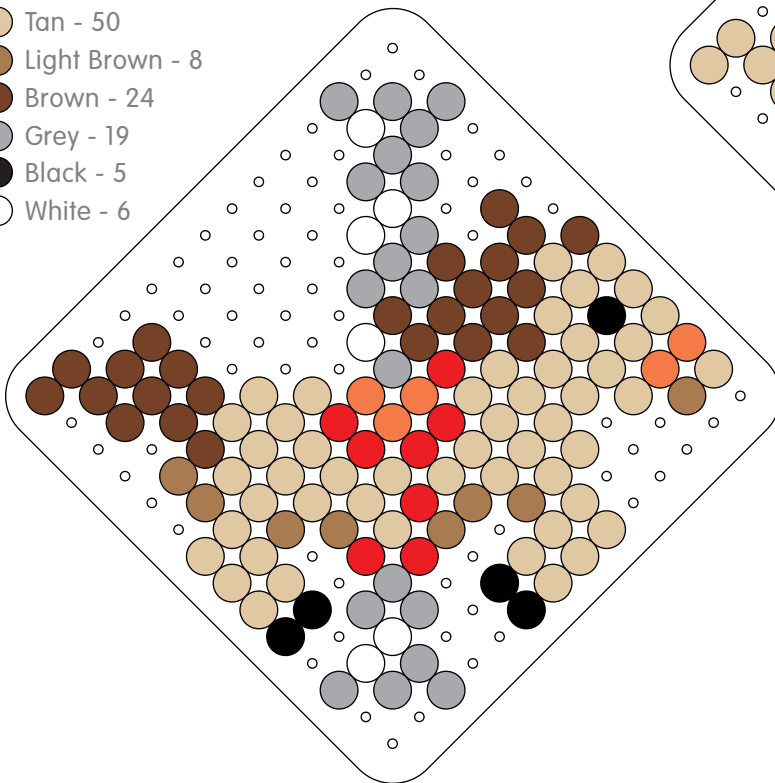 Tan - 50
Light Brown - 8
Brown - 24
Grey - 19
Black - 5
White - 6